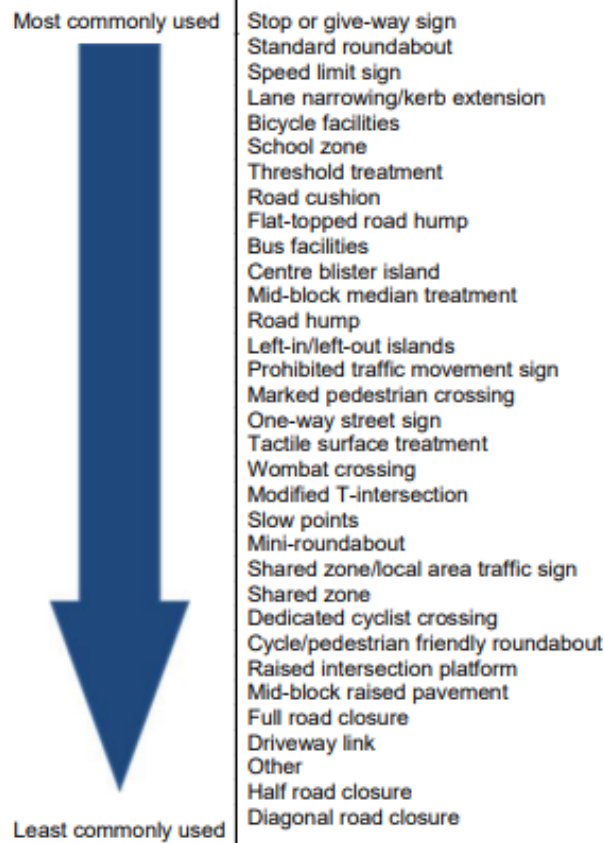 Most commonly used
Stop or give-way sign
Standard roundabout
Speed limit sign
Lane narrowing/kerb extension
Bicycle facilities
School zone
Threshold treatment
Road cushion
Flat-topped road hump
Bus facilities
Centre blister island
Mid-block median treatment
Road hump
Left-in/left-out islands
Prohibited traffic movement sign
Marked pedestrian crossing
One-way street sign
Tactile surface treatment
Wombat crossing
Modified T-intersection
Slow points
Mini-roundabout
Shared zone/local area traffic sign
Shared zone
Dedicated cyclist crossing
Cycle/pedestrian friendly roundabout
Raised intersection platform
Mid-block raised pavement
Full road closure
Driveway link
Other
Half road closure
Diagonal road closure
Least commonly used